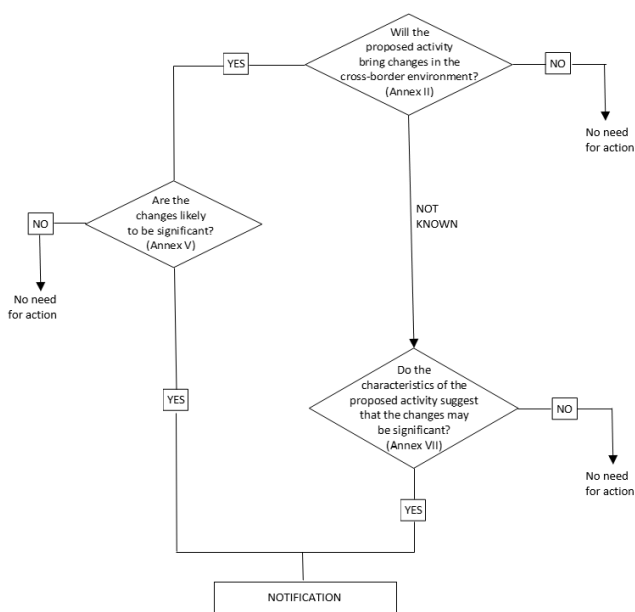 Will the
proposed activity
bring changes in the
cross-border environment?
(Annex II)
YES
NO
No need
for action
Are the
changes likely
to be significant?
(Annex V)
NO
No need
for action
NOT
KNOWN
YES
Do the
characteristics of the
proposed activity suggest
that the changes may
be significant?
(Annex VII)
NO
No need
for action
YES
NOTIFICATION